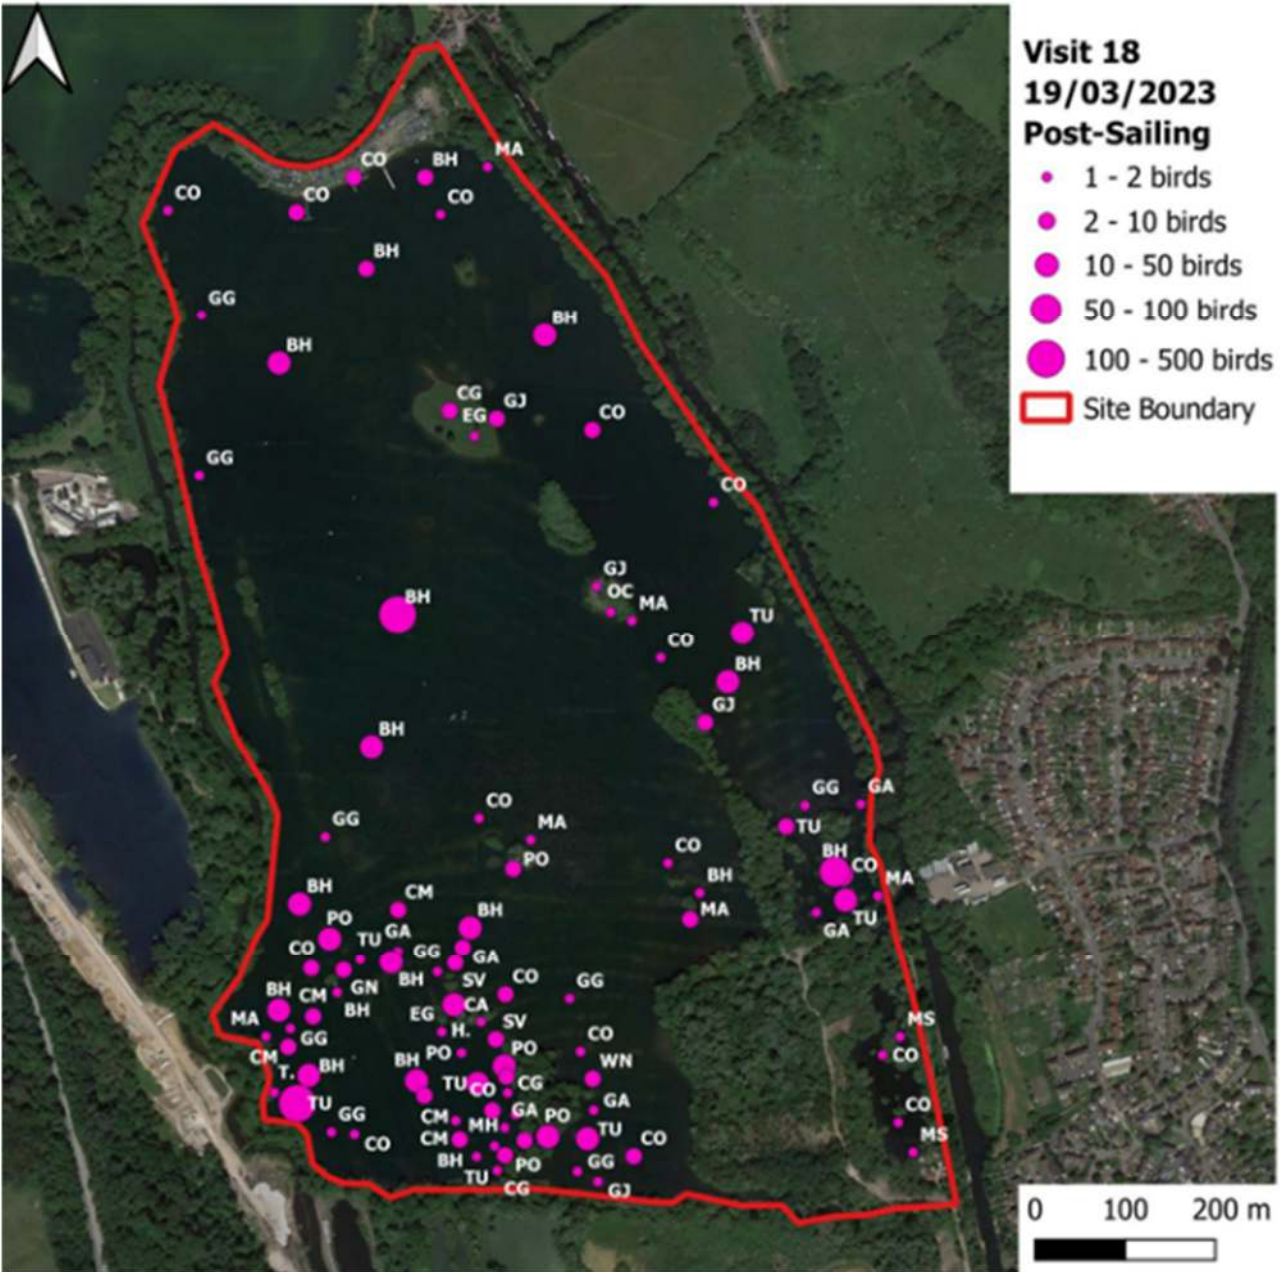 Visit 18
19/03/2023
Post-Sailing
1 - 2 birds
2 - 10 birds
10 - 50 birds
50 - 100 birds
100 - 500 birds
Site Boundary
MA
CO BH
CO CO CO
BH
GG
BH
BH
CG GJ
EG CO
GG
CO
GJ
BH OC MA
TU
CO
BH
GJ
BH
GG GA
CO
GG MA TU
CO BH
PO CO
BH MA
BH CM
BH MA
PO TU GA TU
CO GG GA GA
BH SV
GN CO GG
BH CM BH CA
MA EG SV MS
GG H. CO
CM PO PO WN CO
T. BH BH
TU CO CG
TU GA CO
GG CM MH GA PO TU
CO CM CO MS
BH PO GG
TU CG GJ
0 100 200 m